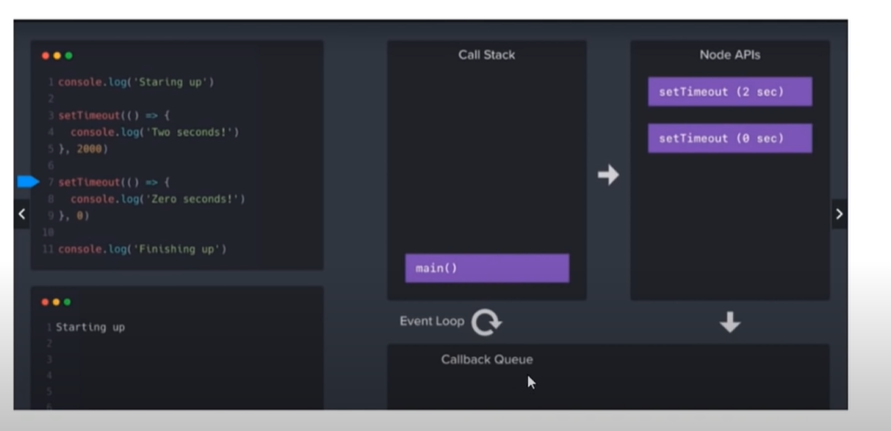 1 console.log('Staring up')
2
3 setTimeout(() => {
4 console.log('Two seconds!')
5 }, 2000)
6
7 setTimeout(() => {
8 console.log('Zero seconds!')
9 }, 0)
10
11 console.log('Finishing up')
1 Starting up
2
3
4
5
6
Call Stack
main()
Node APIs
setTimeout (2 sec)
setTimeout (0 sec)
Event Loop
Callback Queue